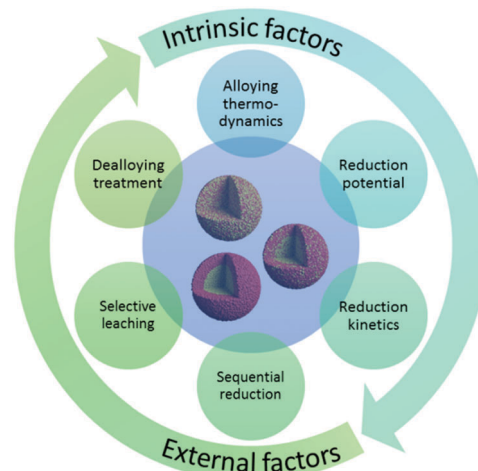 Intrinsic factors
Alloying
thermo-
dynamics
Dealloying
treatment
Reduction
potential
Selective
leaching
Reduction
kinetics
Sequential
reduction
External factors